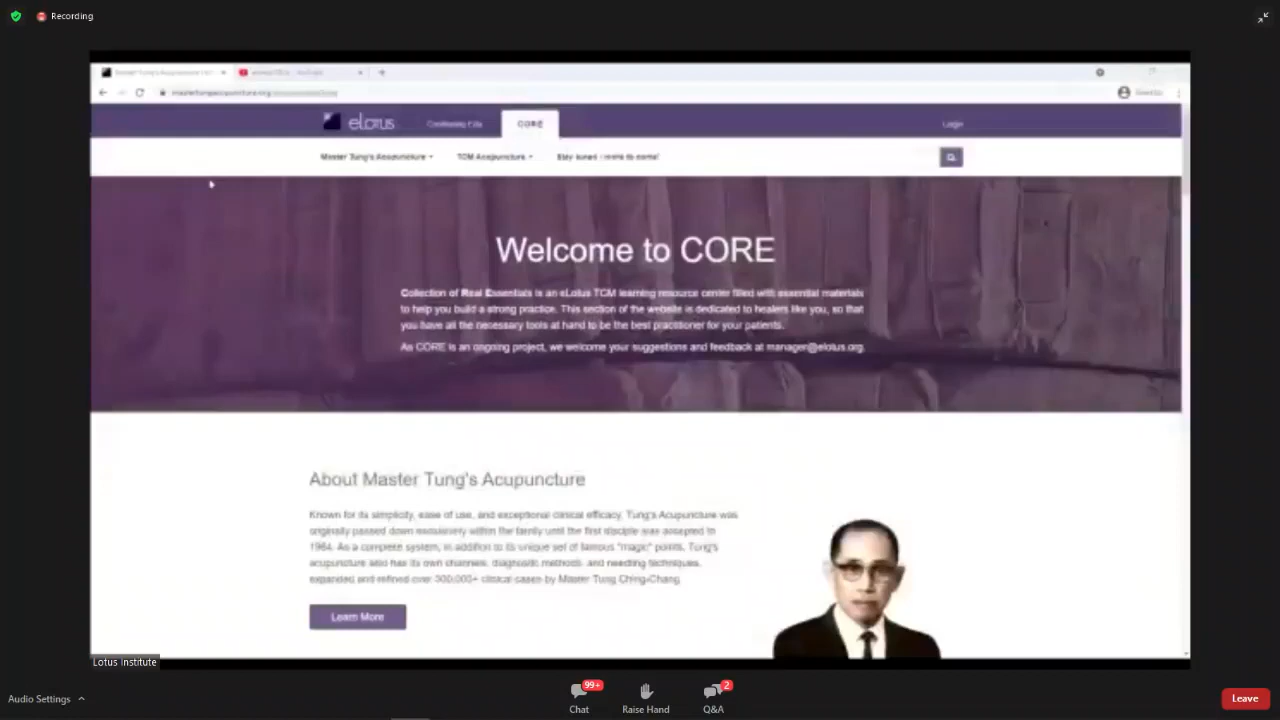 Recording
eLotus
Continuing Edu
CORE
Login
Master Tung's Acupuncture
TCM Acupuncture
Stay tuned - more to come!
Welcome to CORE
Collection of Real Essentials is an eLotus TCM learning resource center filled with essential materials
to help you build a strong practice. This section of the website is dedicated to healers like you, so that
you have all the necessary tools at hand to be the best practitioner for your patients.
As CORE is an ongoing project, we welcome your suggestions and feedback at manager@elotus.org.
About Master Tung's Acupuncture
Known for its simplicity, ease of use, and exceptional clinical efficacy, Tung's Acupuncture was
originally passed down exclusively within the family until the first disciple was accepted in
1964. As a complete system, in addition to its unique set of famous "magic" points, Tung's
acupuncture also has its own channels, diagnostic methods, and needling techniques,
expanded and refined over 300,000+ clinical cases by Master Tung Ching-Chang.
Learn More
Lotus Institute
Audio Settings
99+
Chat
Raise Hand
2
Q&A
Leave